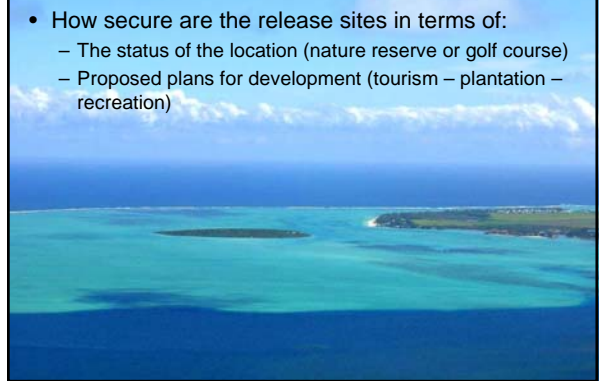 • How secure are the release sites in terms of:
– The status of the location (nature reserve or golf course)
– Proposed plans for development (tourism – plantation –
recreation)